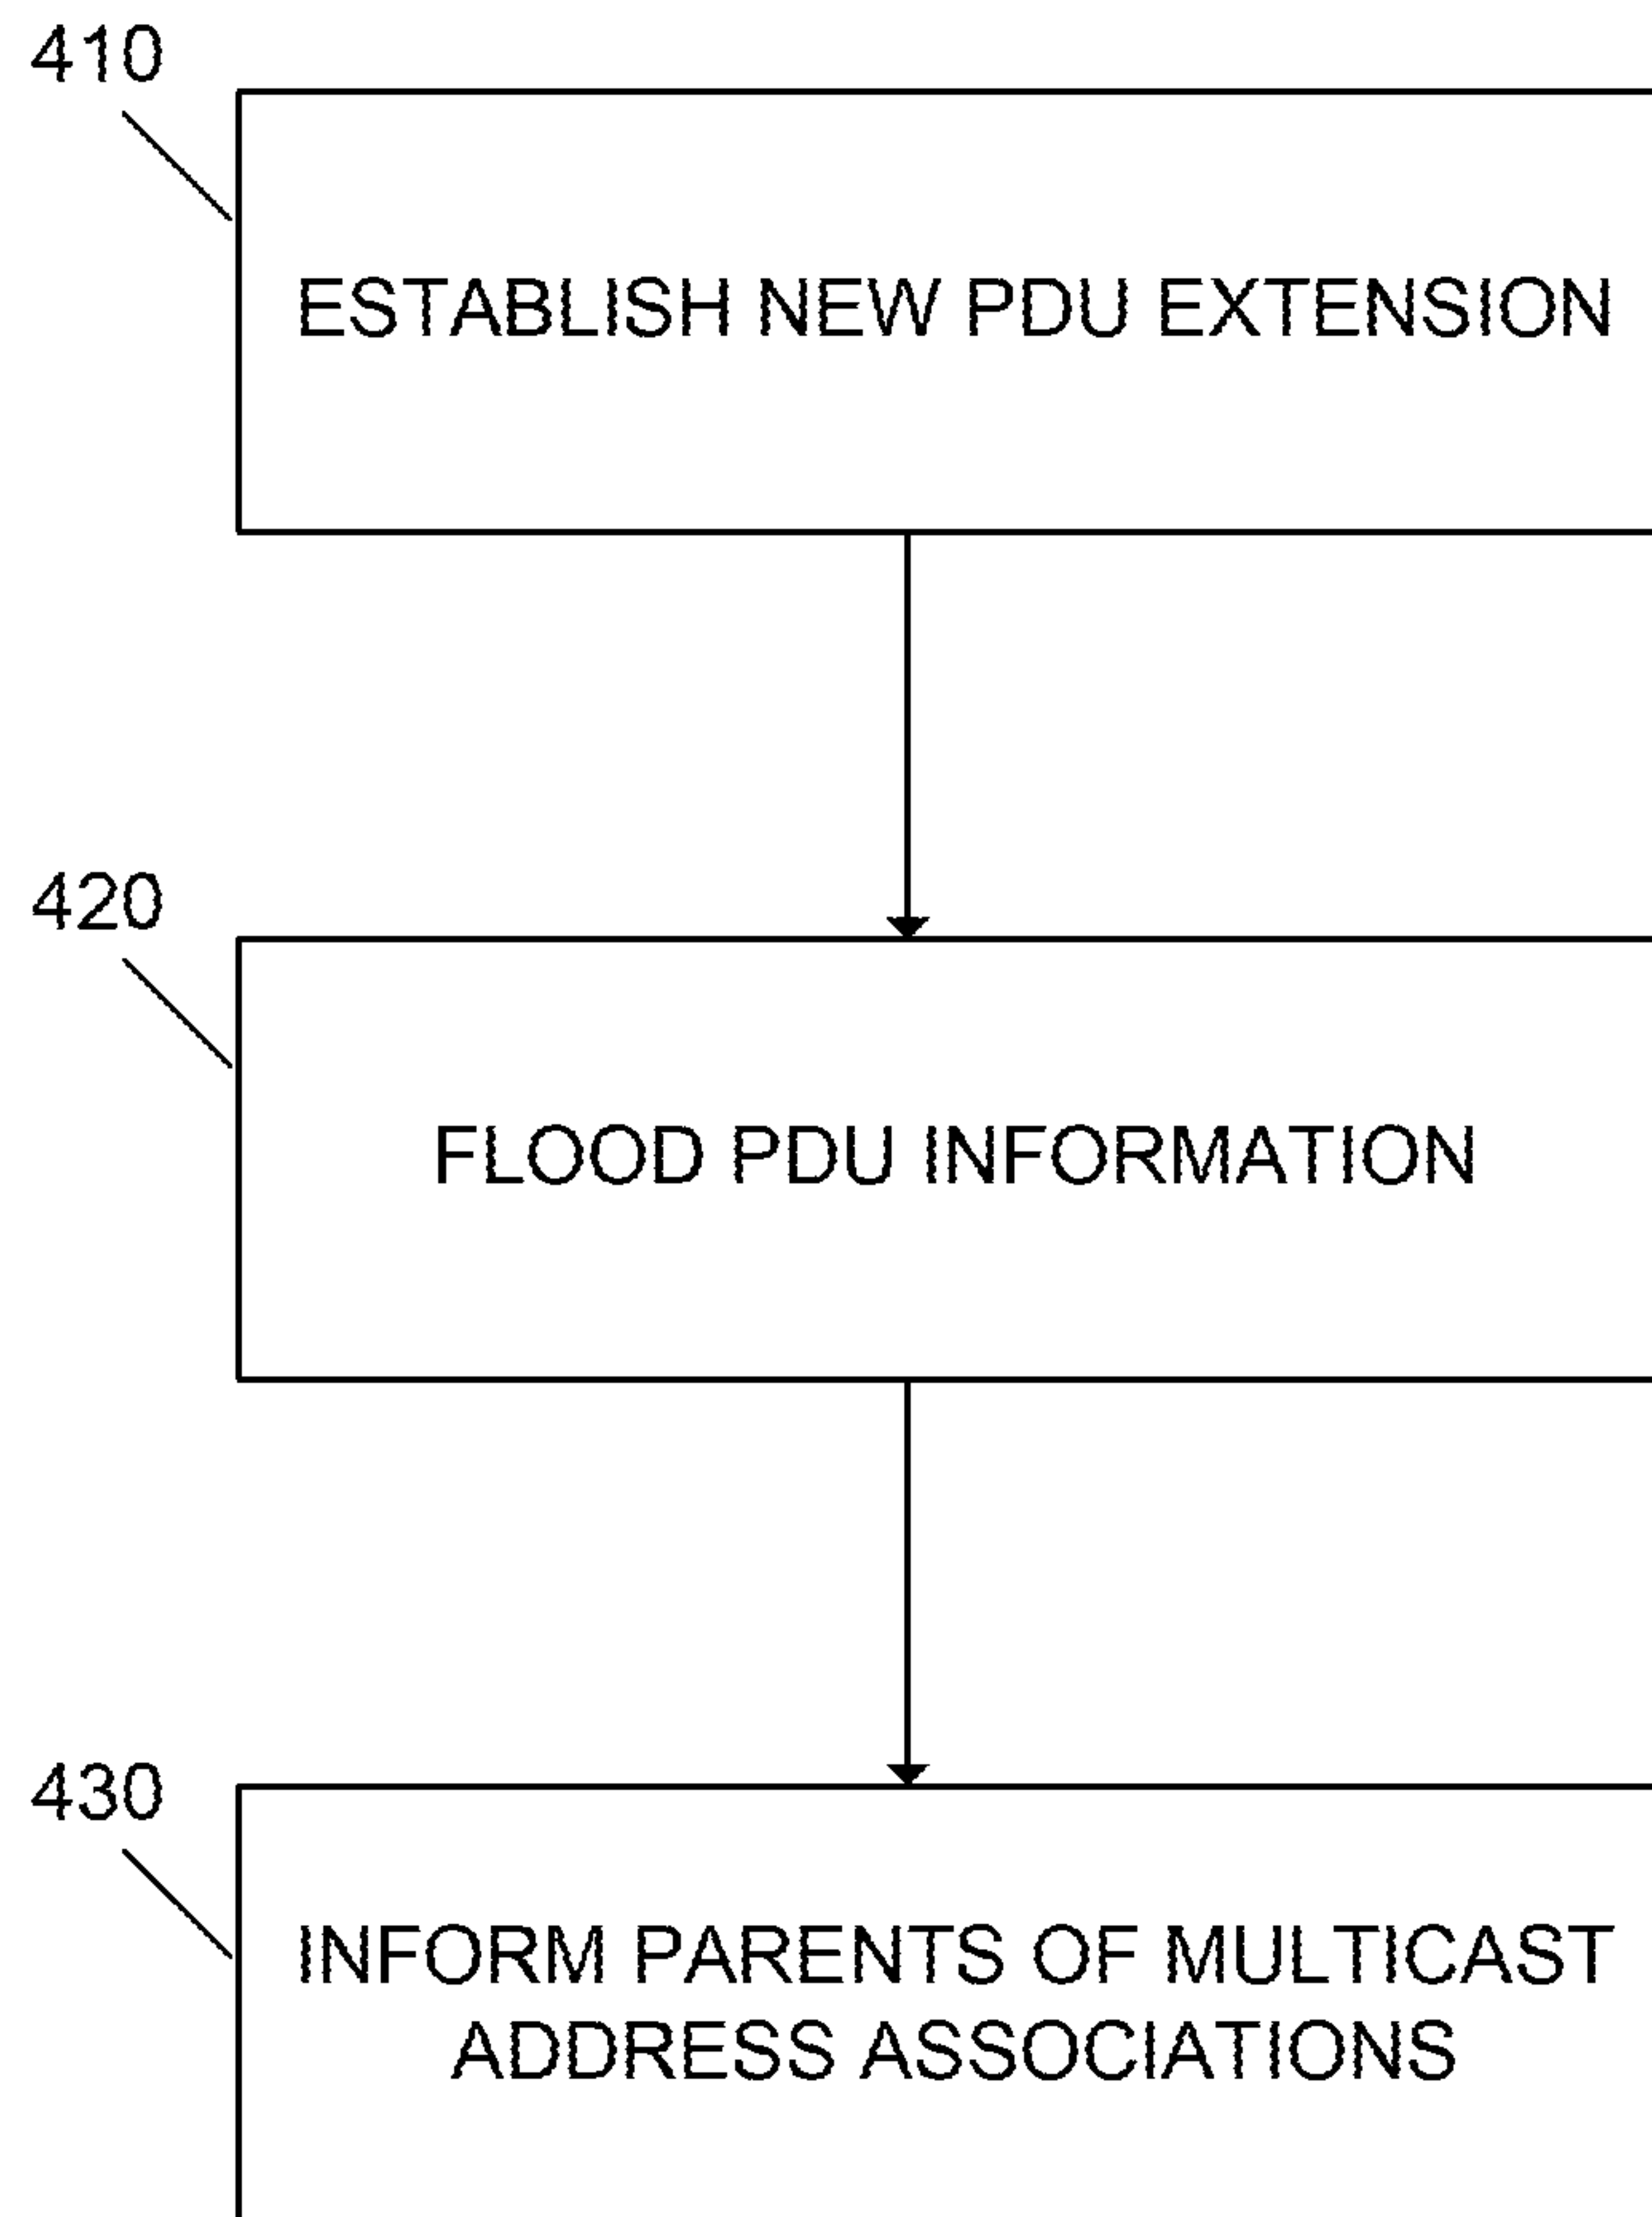 410
ESTABLISH NEW PDU EXTENSION
420
FLOOD PDU INFORMATION
430
INFORM PARENTS OF MULTICAST
ADDRESS ASSOCIATIONS